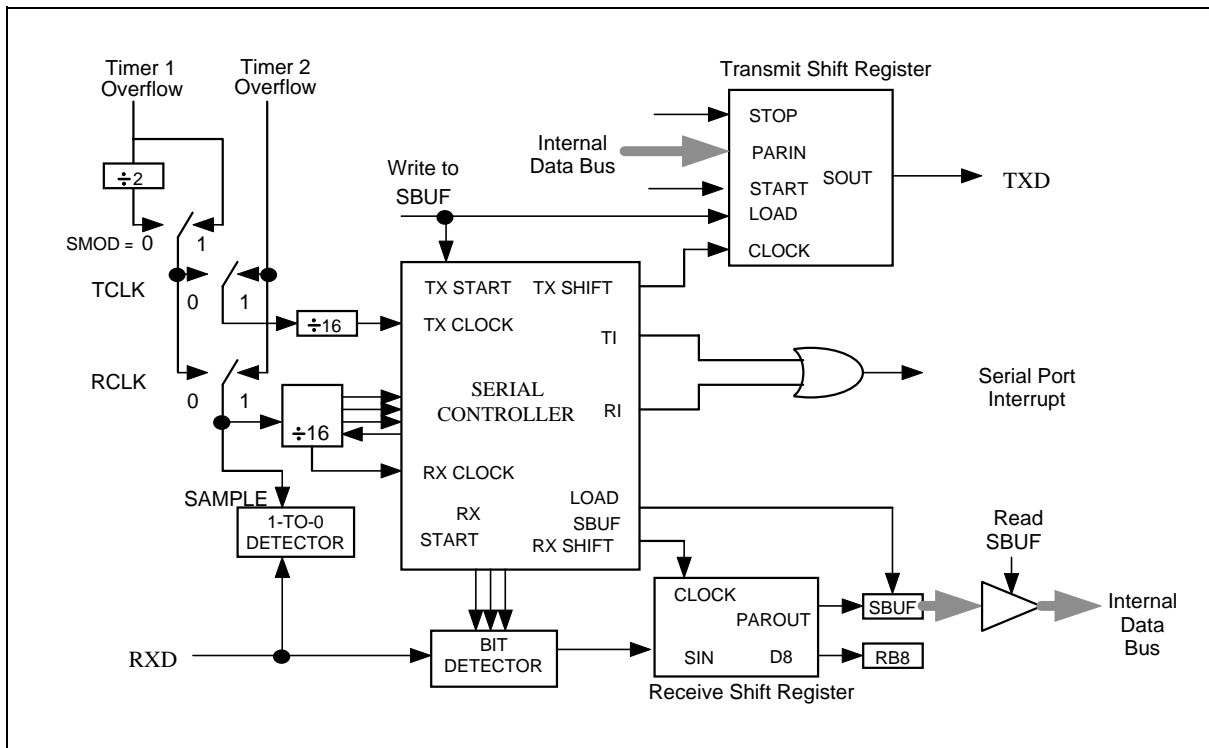 Timer 1
Overflow
Timer 2
Overflow
÷2
SMOD = 0
1
TCLK
0
1
÷16
RCLK
0
1
÷16
SAMPLE
1-TO-0
DETECTOR
RXD
Write to
SBUF
Internal
Data Bus
Transmit Shift Register
STOP
PARIN
START
SOUT
LOAD
CLOCK
TXD
TX START
TX SHIFT
TX CLOCK
TI
SERIAL
CONTROLLER
RI
RX CLOCK
LOAD
SBUF
RX
START
RX SHIFT
Serial Port
Interrupt
BIT
DETECTOR
CLOCK
PAROUT
SIN
D8
Receive Shift Register
SBUF
RB8
Read
SBUF
Internal
Data
Bus